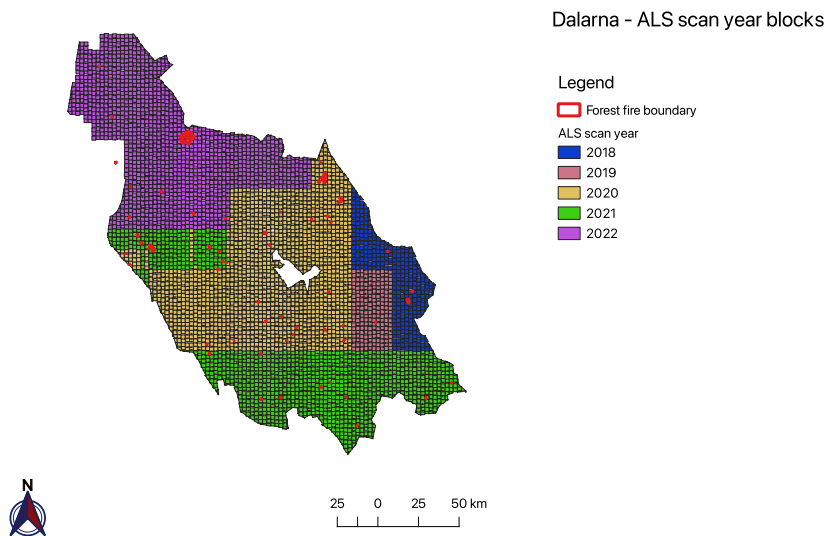 Dalarna - ALS scan year blocks
Legend
Forest fire boundary
ALS scan year
2018
2019
2020
2021
2022
N
25 0 25 50 km